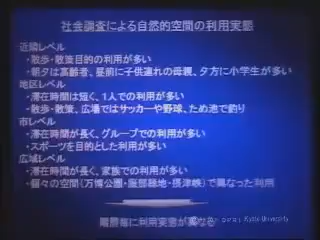 社会調査による自然的空間の利用実態
近隣レベル
・散歩・散策目的の利用が多い
・朝夕は高齢者、昼前に子供連れの母親、夕方に小学生が多い
地区レベル
・滞在時間は短く、1人での利用が多い
・散歩・散策、広場ではサッカーや野球、ため池で釣り
市レベル
・滞在時間が長く、グループでの利用が多い
・スポーツを目的とした利用が多い
広域レベル
・滞在時間が長く、家族での利用が多い
・個々の空間(万博公園・服部緑地・摂津峡)で異なった利用
階層毎に利用実態が異なる
Kyoto University